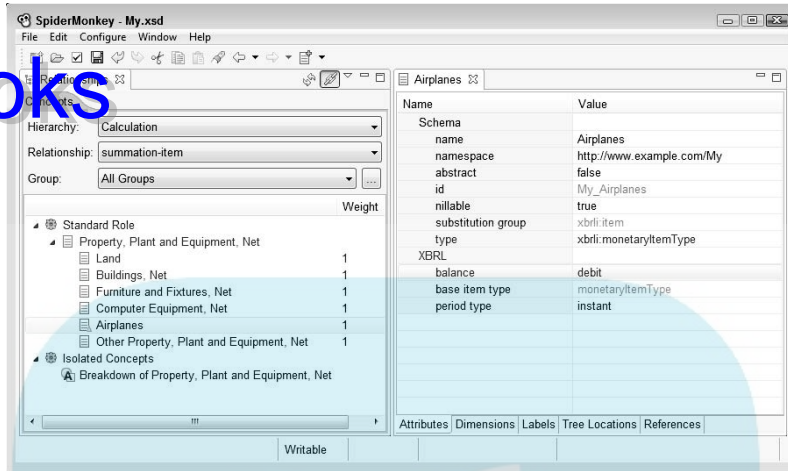 SpiderMonkey - My.xsd
File Edit Configure Window Help
oks
Relationships
Airplanes
Concepts
Hierarchy: Calculation
Relationship: summation-item
Group: All Groups ...
Weight
Standard Role
Property, Plant and Equipment, Net
Land 1
Buildings, Net 1
Furniture and Fixtures, Net 1
Computer Equipment, Net 1
Airplanes 1
Other Property, Plant and Equipment, Net 1
Isolated Concepts
Breakdown of Property, Plant and Equipment, Net
Name Value
Schema
name Airplanes
namespace http://www.example.com/My
abstract false
id My_Airplanes
nillable true
substitution group xbrli:item
type xbrli:monetaryItemType
XBRL
balance debit
base item type monetaryItemType
period type instant
Attributes Dimensions Labels Tree Locations References
Writable